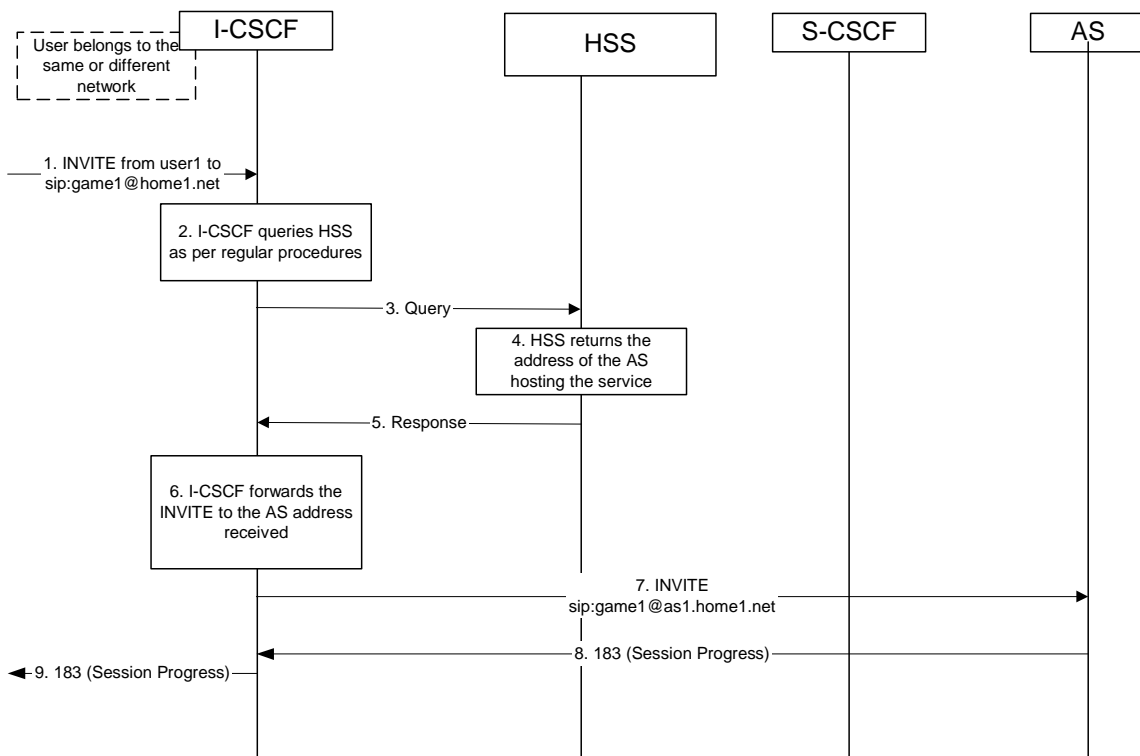 I-CSCF
HSS
S-CSCF
AS
User belongs to the
same or different
network
1. INVITE from user1 to
sip:game1@home1.net
2. I-CSCF queries HSS
as per regular procedures
3. Query
4. HSS returns the
address of the AS
hosting the service
5. Response
6. I-CSCF forwards the
INVITE to the AS address
received
7. INVITE
sip:game1@as1.home1.net
8. 183 (Session Progress)
9. 183 (Session Progress)